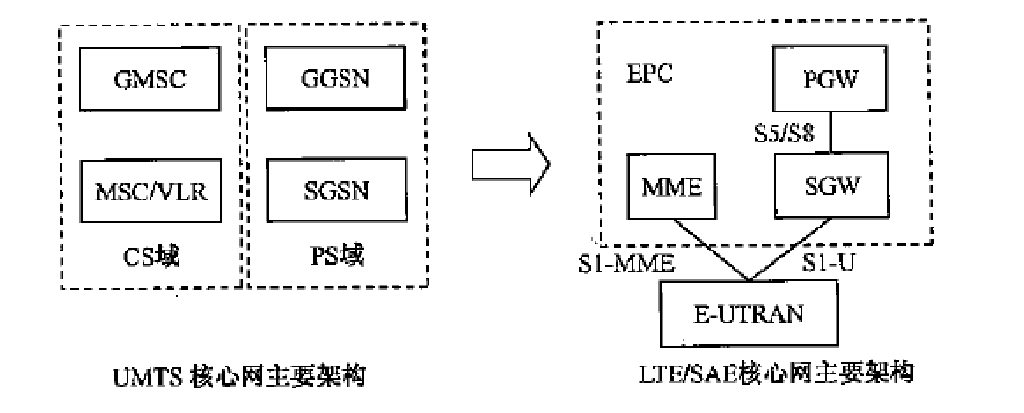 GMSC
GGSN
MSC/VLR
SGSN
CS域
PS域
UMTS 核心网主要架构
EPC
PGW
S5/S8
MME
SGW
S1-MME
S1-U
E-UTRAN
LTE/SAE核心网主要架构